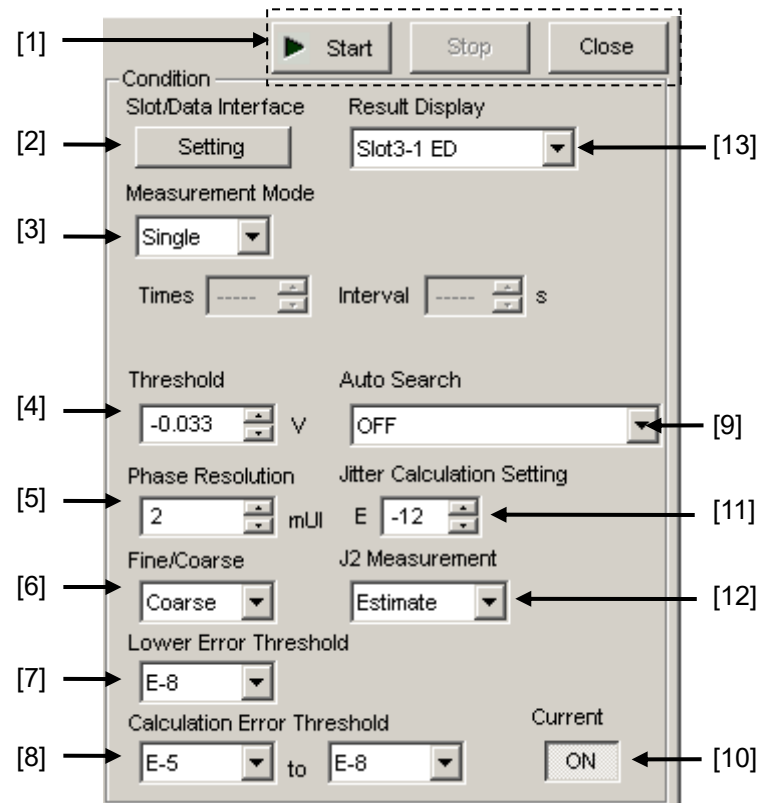 [1] Start Stop Close
Condition
Slot/Data Interface Result Display
[2] Setting Slot3-1 ED [13]
Measurement Mode
[3] Single
Times ----- Interval ----- s
Threshold Auto Search
[4] -0.033 V OFF [9]
Phase Resolution Jitter Calculation Setting
[5] 2 mUI E -12 [11]
Fine/Coarse J2 Measurement
[6] Coarse Estimate [12]
Lower Error Threshold
[7] E-8
Calculation Error Threshold Current
[8] E-5 to E-8 ON [10]